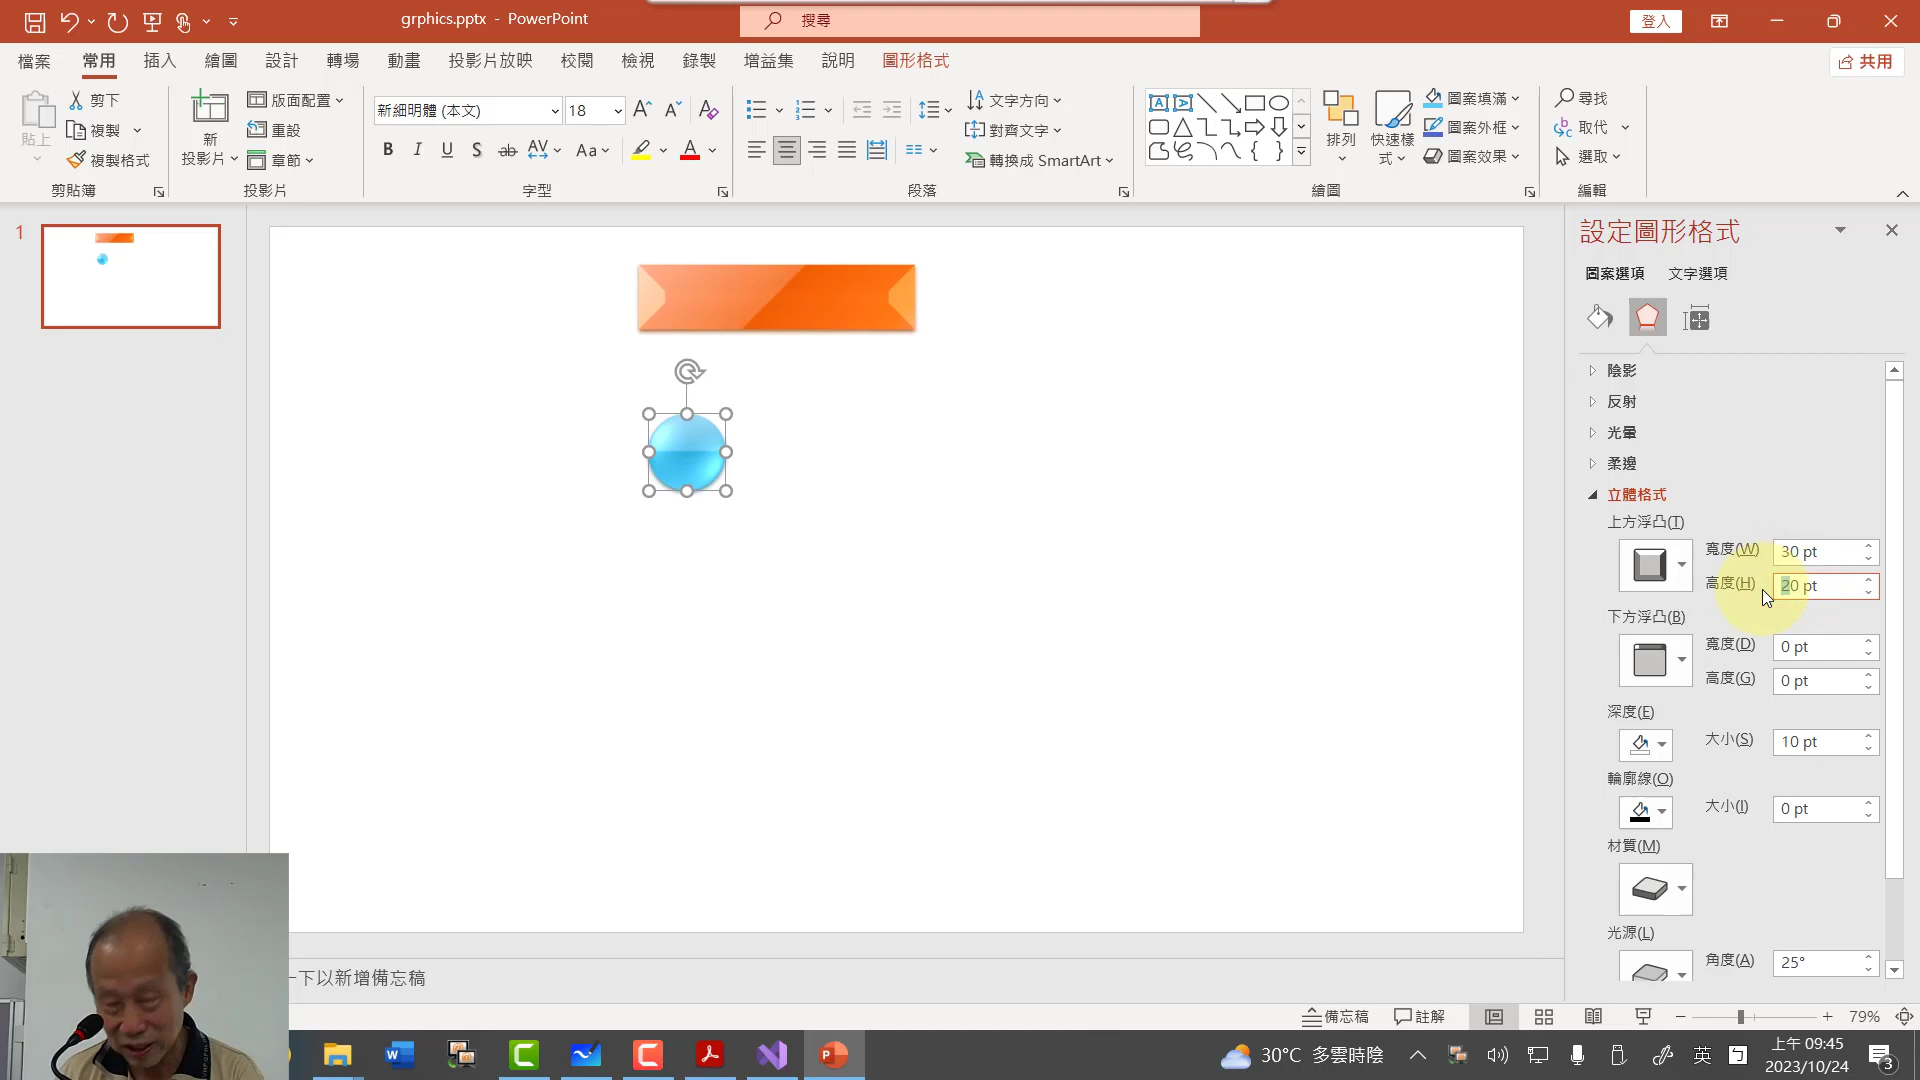 grphics.pptx - PowerPoint
搜尋
登入
檔案 常用 插入 繪圖 設計 轉場 動畫 投影片放映 校閱 檢視 錄製 增益集 說明 圖形格式
共用
貼上
剪下
複製
複製格式
剪貼簿
新
投影片
版面配置
重設
章節
投影片
新細明體 (本文)
18
B I U S ab AV Aa A
字型
文字方向
對齊文字
轉換成 SmartArt
段落
排列
快速樣
式
圖案填滿
圖案外框
圖案效果
繪圖
尋找
取代
選取
編輯
1
設定圖形格式
圖案選項 文字選項
陰影
反射
光暈
柔邊
立體格式
上方浮凸(T)
寬度(W) 30 pt
高度(H) 20 pt
下方浮凸(B)
寬度(D) 0 pt
高度(G) 0 pt
深度(E)
大小(S) 10 pt
輪廓線(O)
大小(I) 0 pt
材質(M)
光源(L)
角度(A) 25°
一下以新增備忘稿
備忘稿 註解 79%
30°C 多雲時陰
英
上午 09:45
2023/10/24
3